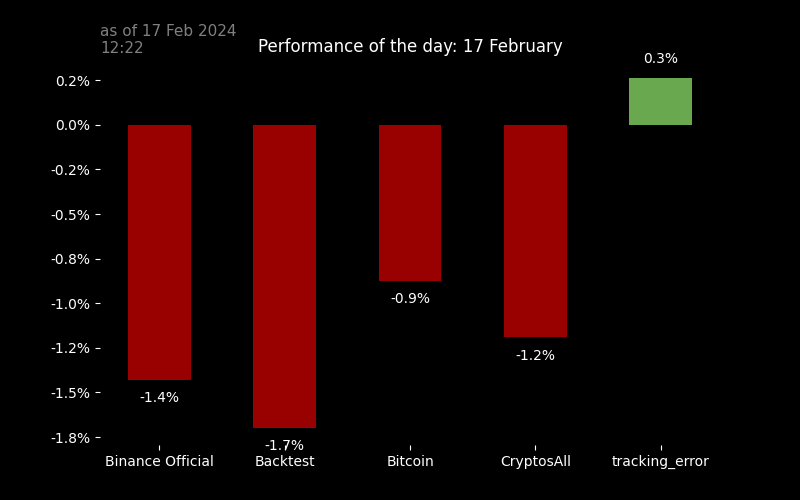 as of 17 Feb 2024
12:22
Performance of the day: 17 February
0.3%
0.2%
0.0%
-0.2%
-0.5%
-0.8%
-1.0%
-1.2%
-1.5%
-1.8%
-0.9%
-1.2%
-1.4%
-1.7%
Binance Official
Backtest
Bitcoin
CryptosAll
tracking_error